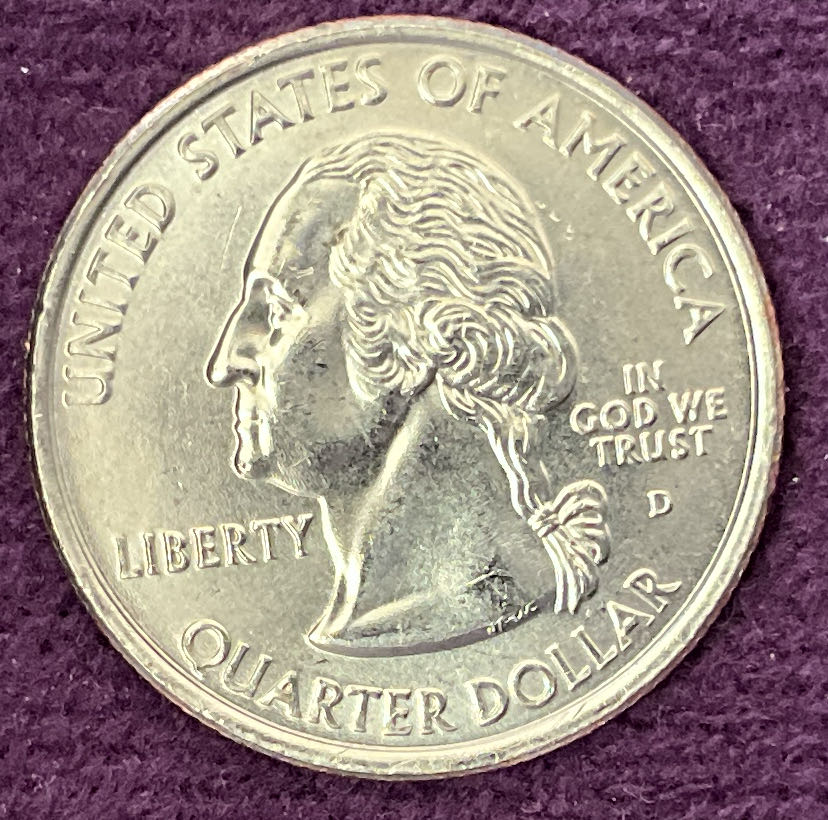 UNITED STATES OF AMERICA
LIBERTY
IN
GOD WE
TRUST
D
QUARTER DOLLAR